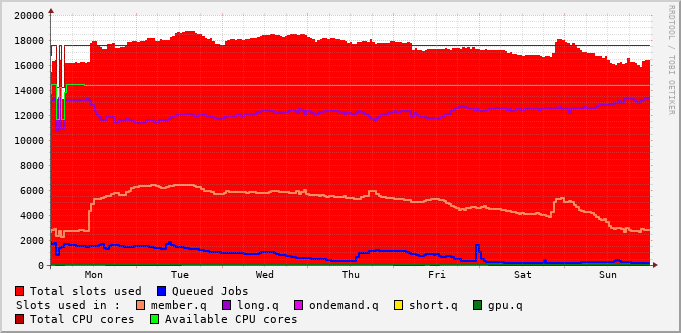 20000
18000
16000
14000
12000
10000
8000
6000
4000
2000
0
Mon Tue Wed Thu Fri Sat Sun
RRDTOOL / TOBI OETIKER
Total slots used Queued Jobs
Slots used in : member.q long.q ondemand.q short.q gpu.q
Total CPU cores Available CPU cores